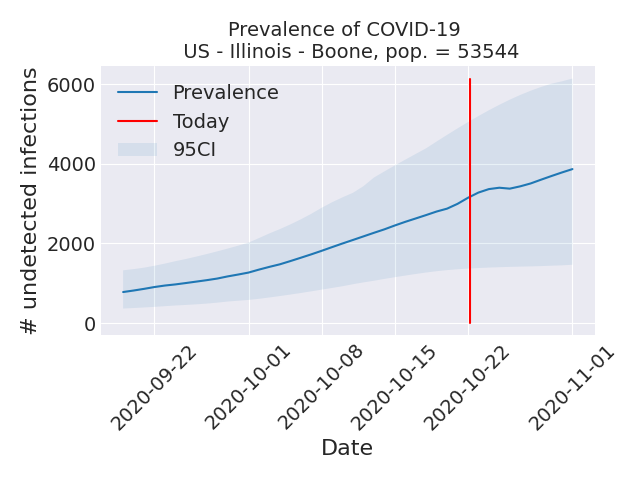 Prevalence of COVID-19
US - Illinois - Boone, pop. = 53544
# undetected infections
6000
4000
2000
0
Prevalence
Today
95CI
2020-09-22
2020-10-01
2020-10-08
2020-10-15
2020-10-22
2020-11-01
Date